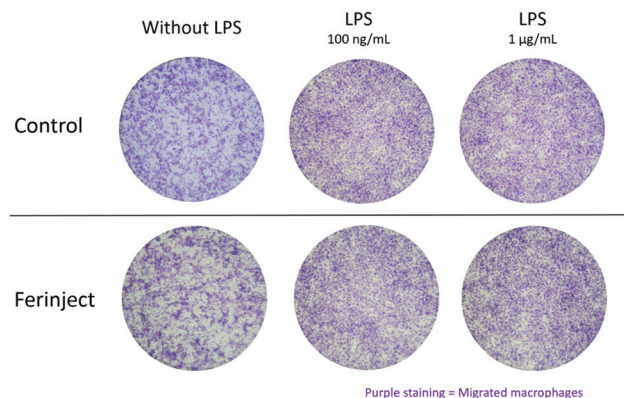 Without LPS
LPS
100 ng/mL
LPS
1 µg/mL
Control
Ferinject
Purple staining = Migrated macrophages